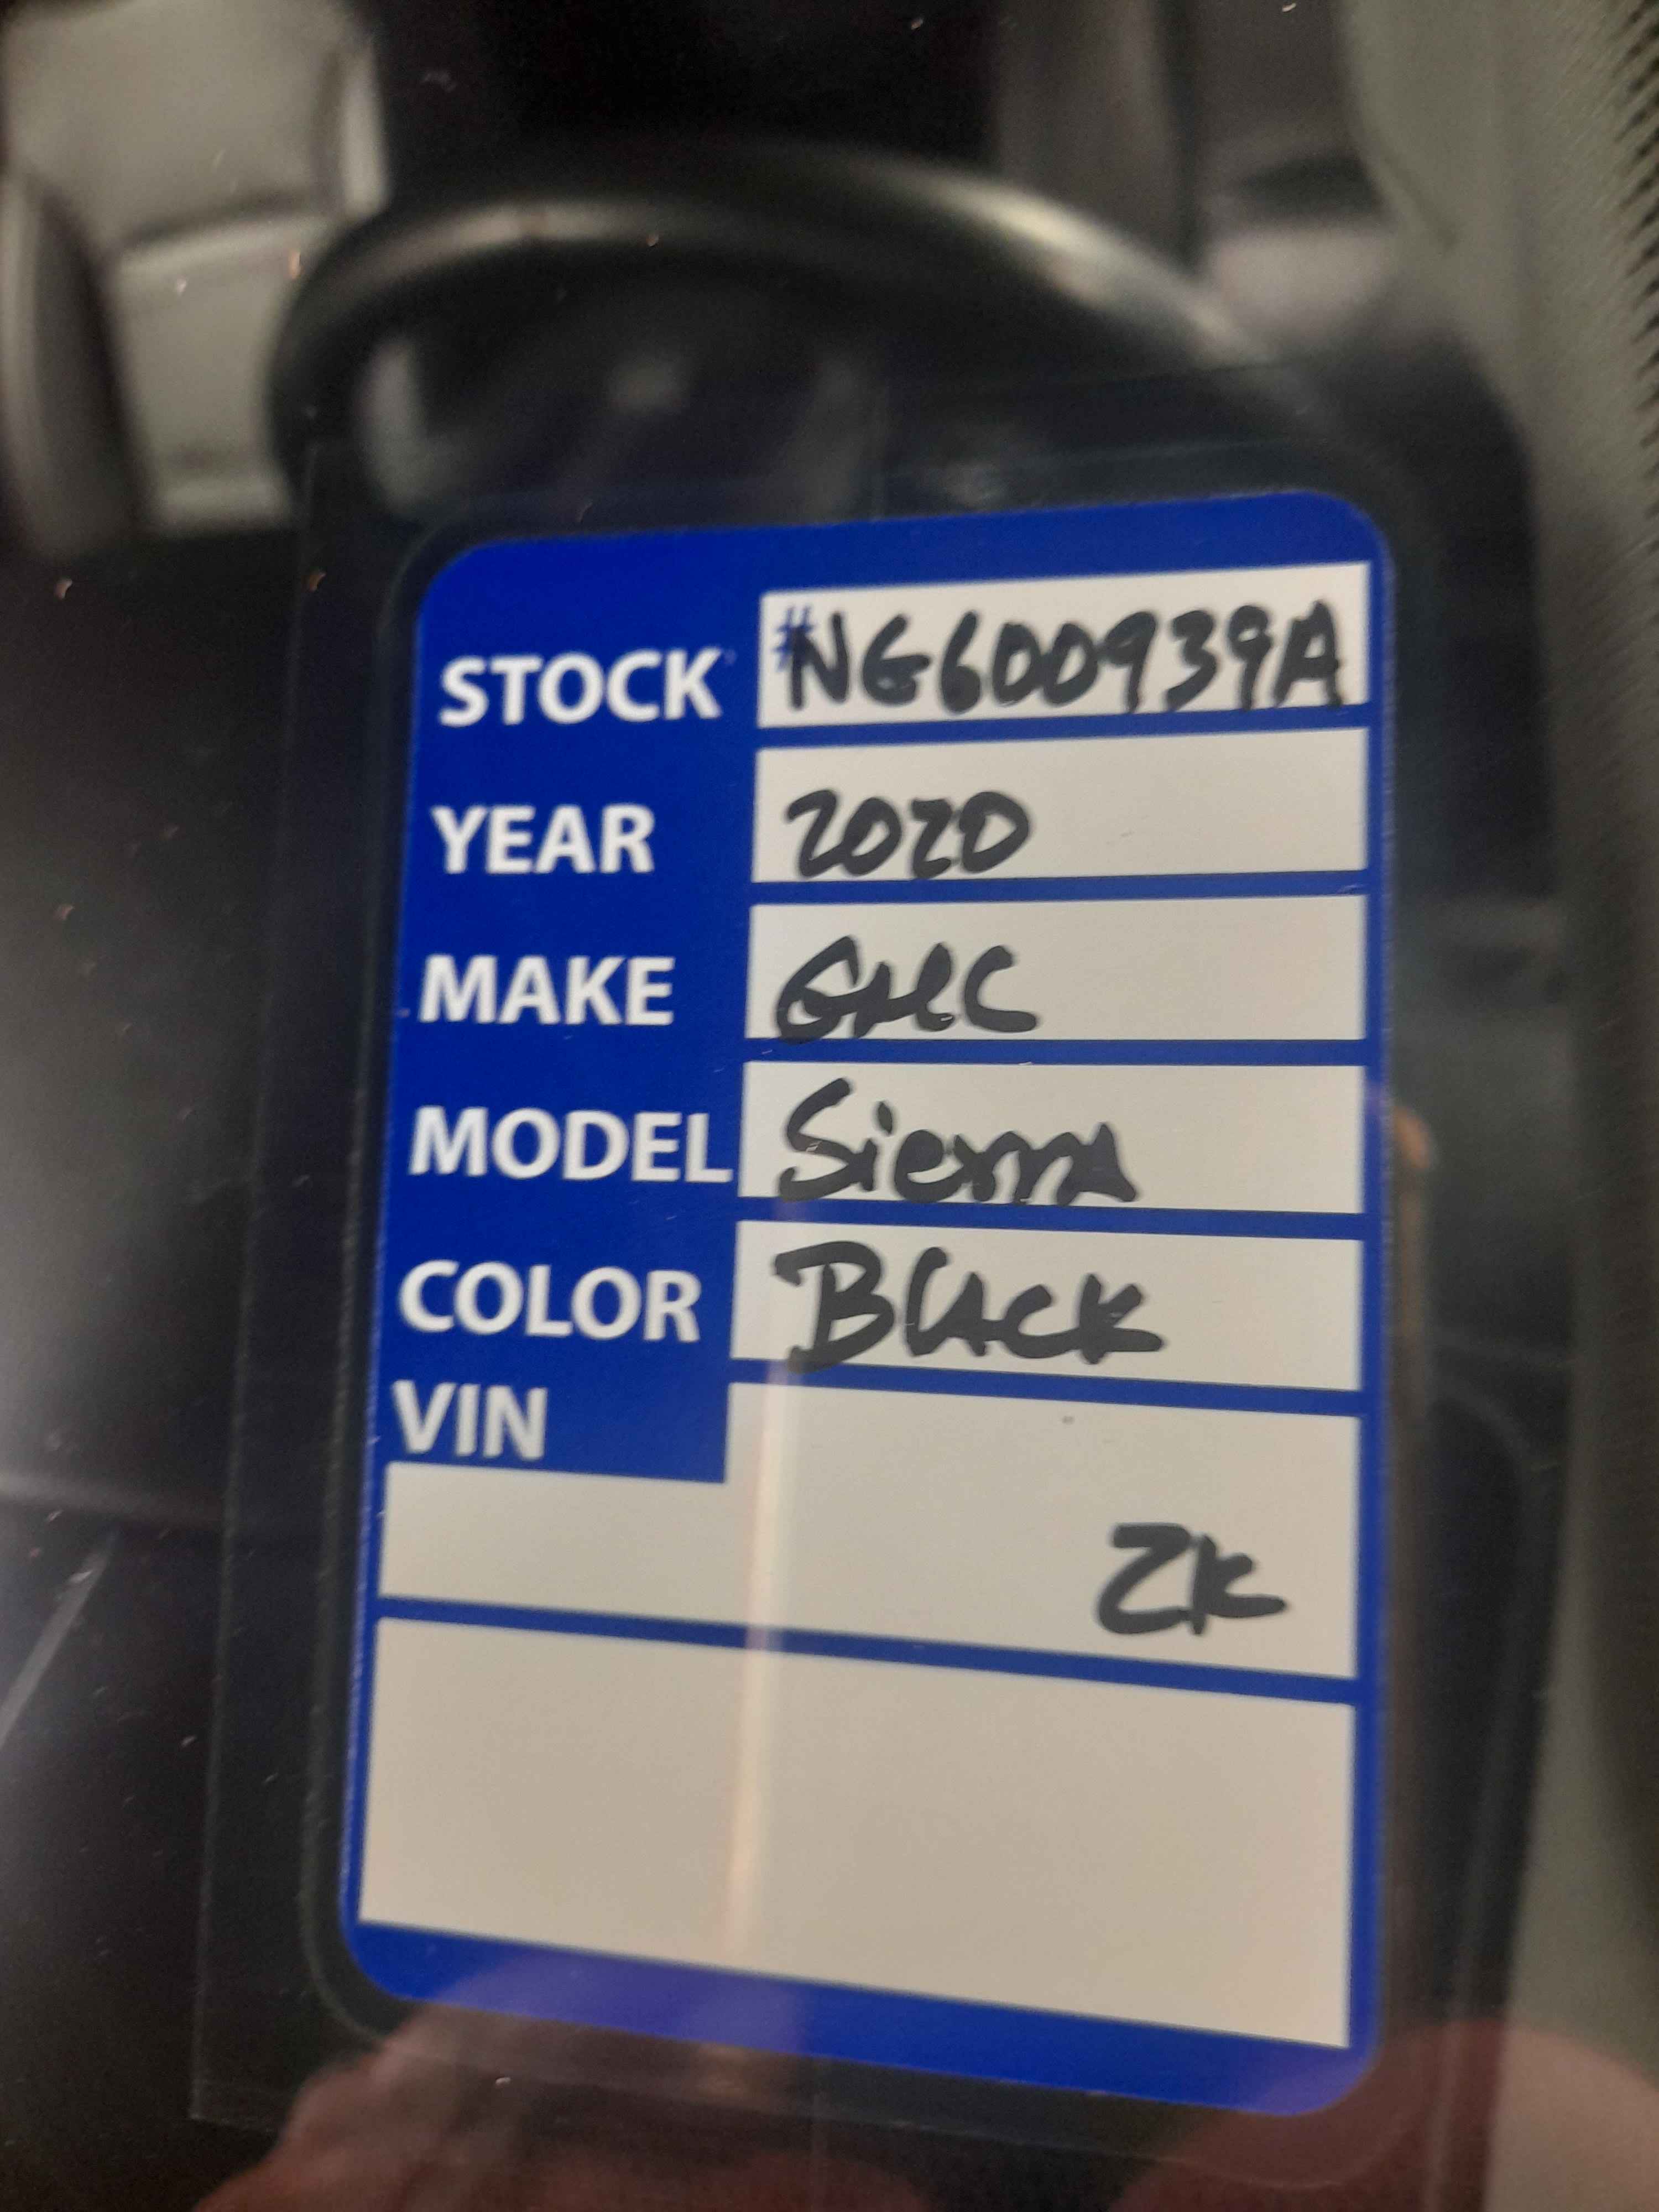 STOCK #NG600939A
YEAR 2020
MAKE GMC
MODEL Sierra
COLOR Black
VIN
2K